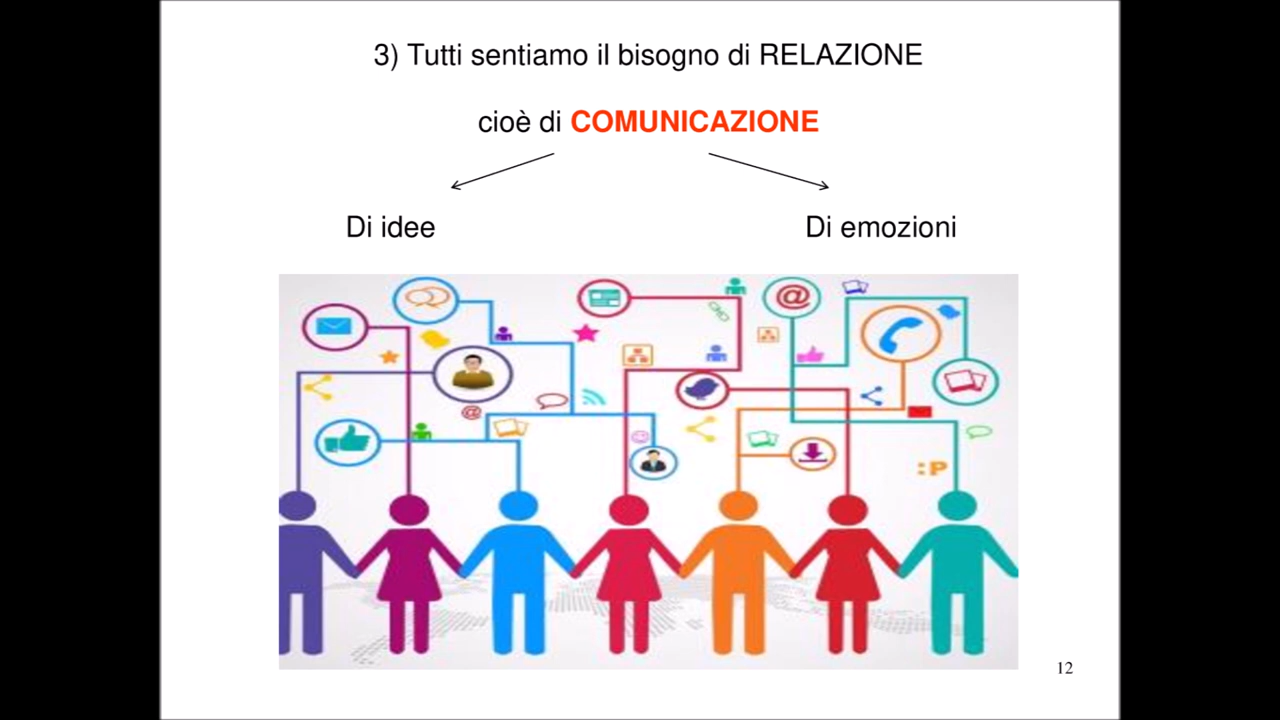 3) Tutti sentiamo il bisogno di RELAZIONE
cioè di COMUNICAZIONE
Di idee
Di emozioni
@
@
:P
12